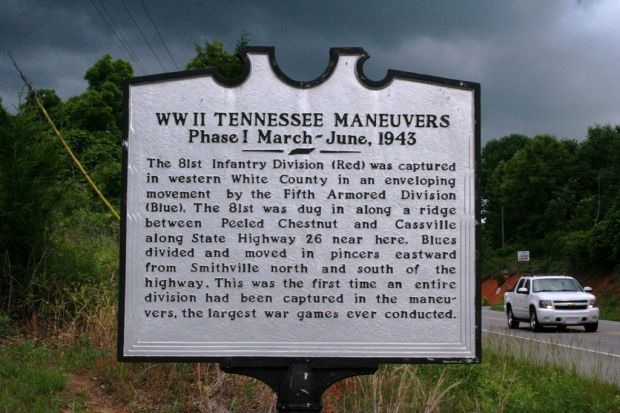 WW II TENNESSEE MANEUVERS
Phase I March~June, 1943
The 81st Infantry Division (Red) was captured
in western White County in an enveloping
movement by the Fifth Armored Division
(Blue). The 81st was dug in along a ridge
between Peeled Chestnut and Cassville
along State Highway 26 near here. Blues
divided and moved in pincers eastward
from Smithville north and south of the
highway. This was the first time an entire
division had been captured in the maneu-
vers, the largest war games ever conducted.